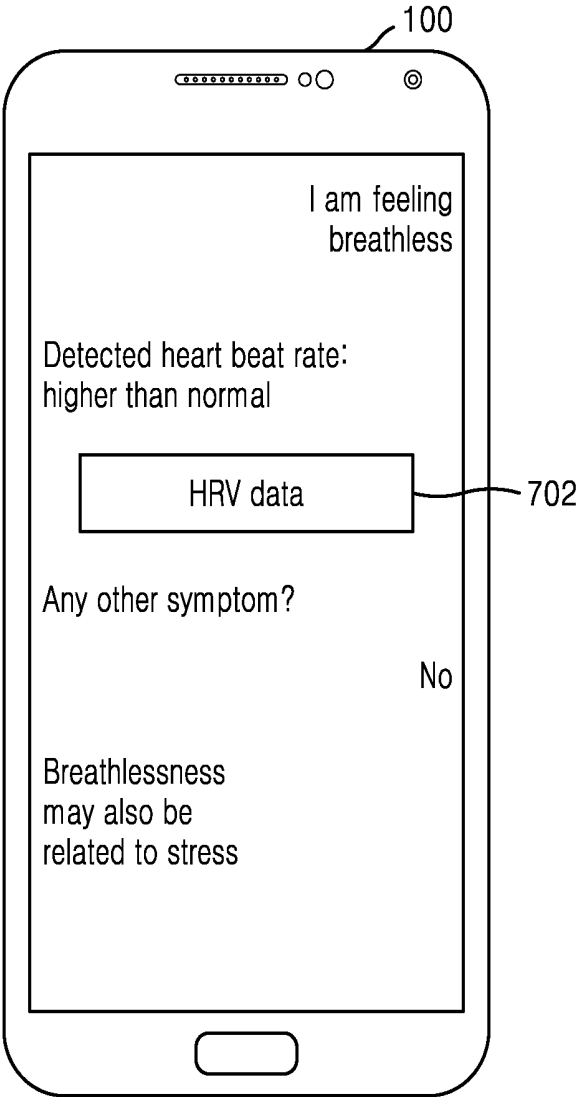 100
I am feeling
breathless
Detected heart beat rate:
higher than normal
HRV data
702
Any other symptom?
No
Breathlessness
may also be
related to stress